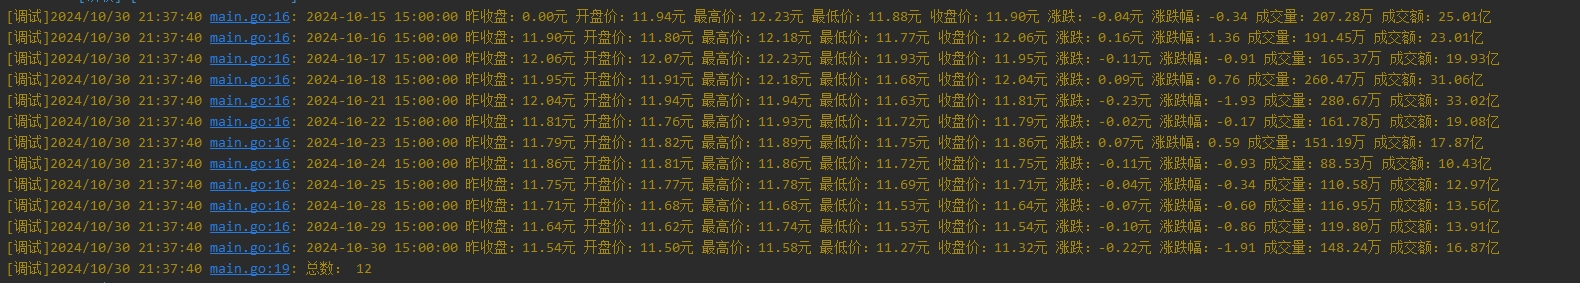 [调试]2024/10/30 21:37:40 main.go:16: 2024-10-15 15:00:00 昨收盘：0.00元 开盘价：11.94元 最高价：12.23元 最低价：11.88元 收盘价：11.90元 涨跌：-0.04元 涨跌幅：-0.34 成交量：207.28万 成交额：25.01亿
[调试]2024/10/30 21:37:40 main.go:16: 2024-10-16 15:00:00 昨收盘：11.90元 开盘价：11.80元 最高价：12.18元 最低价：11.77元 收盘价：12.06元 涨跌：0.16元 涨跌幅：1.36 成交量：191.45万 成交额：23.01亿
[调试]2024/10/30 21:37:40 main.go:16: 2024-10-17 15:00:00 昨收盘：12.06元 开盘价：12.07元 最高价：12.23元 最低价：11.93元 收盘价：11.95元 涨跌：-0.11元 涨跌幅：-0.91 成交量：165.37万 成交额：19.93亿
[调试]2024/10/30 21:37:40 main.go:16: 2024-10-18 15:00:00 昨收盘：11.95元 开盘价：11.91元 最高价：12.18元 最低价：11.68元 收盘价：12.04元 涨跌：0.09元 涨跌幅：0.76 成交量：260.47万 成交额：31.06亿
[调试]2024/10/30 21:37:40 main.go:16: 2024-10-21 15:00:00 昨收盘：12.04元 开盘价：11.94元 最高价：11.94元 最低价：11.63元 收盘价：11.81元 涨跌：-0.23元 涨跌幅：-1.93 成交量：280.67万 成交额：33.02亿
[调试]2024/10/30 21:37:40 main.go:16: 2024-10-22 15:00:00 昨收盘：11.81元 开盘价：11.76元 最高价：11.93元 最低价：11.72元 收盘价：11.79元 涨跌：-0.02元 涨跌幅：-0.17 成交量：161.78万 成交额：19.08亿
[调试]2024/10/30 21:37:40 main.go:16: 2024-10-23 15:00:00 昨收盘：11.79元 开盘价：11.82元 最高价：11.89元 最低价：11.75元 收盘价：11.86元 涨跌：0.07元 涨跌幅：0.59 成交量：151.19万 成交额：17.87亿
[调试]2024/10/30 21:37:40 main.go:16: 2024-10-24 15:00:00 昨收盘：11.86元 开盘价：11.81元 最高价：11.86元 最低价：11.72元 收盘价：11.75元 涨跌：-0.11元 涨跌幅：-0.93 成交量：88.53万 成交额：10.43亿
[调试]2024/10/30 21:37:40 main.go:16: 2024-10-25 15:00:00 昨收盘：11.75元 开盘价：11.77元 最高价：11.78元 最低价：11.69元 收盘价：11.71元 涨跌：-0.04元 涨跌幅：-0.34 成交量：110.58万 成交额：12.97亿
[调试]2024/10/30 21:37:40 main.go:16: 2024-10-28 15:00:00 昨收盘：11.71元 开盘价：11.68元 最高价：11.68元 最低价：11.53元 收盘价：11.64元 涨跌：-0.07元 涨跌幅：-0.60 成交量：116.95万 成交额：13.56亿
[调试]2024/10/30 21:37:40 main.go:16: 2024-10-29 15:00:00 昨收盘：11.64元 开盘价：11.62元 最高价：11.74元 最低价：11.53元 收盘价：11.54元 涨跌：-0.10元 涨跌幅：-0.86 成交量：119.80万 成交额：13.91亿
[调试]2024/10/30 21:37:40 main.go:16: 2024-10-30 15:00:00 昨收盘：11.54元 开盘价：11.50元 最高价：11.58元 最低价：11.27元 收盘价：11.32元 涨跌：-0.22元 涨跌幅：-1.91 成交量：148.24万 成交额：16.87亿
[调试]2024/10/30 21:37:40 main.go:19: 总数： 12